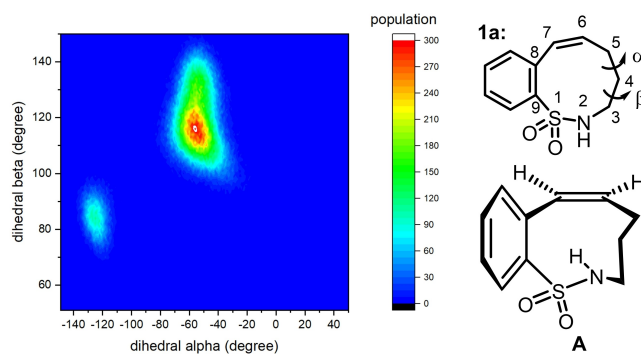 population
150
140
120
100
80
60
-140 -120 -100 -80 -60 -40 -20 0 20 40
dihedral beta (degree)
dihedral alpha (degree)
300
270
240
210
180
150
120
90
60
30
0
1a:
7
6
8
5
α
4
β
9
1
2
3
S
NH
O
O
H
H
H
N
S
O
O
A